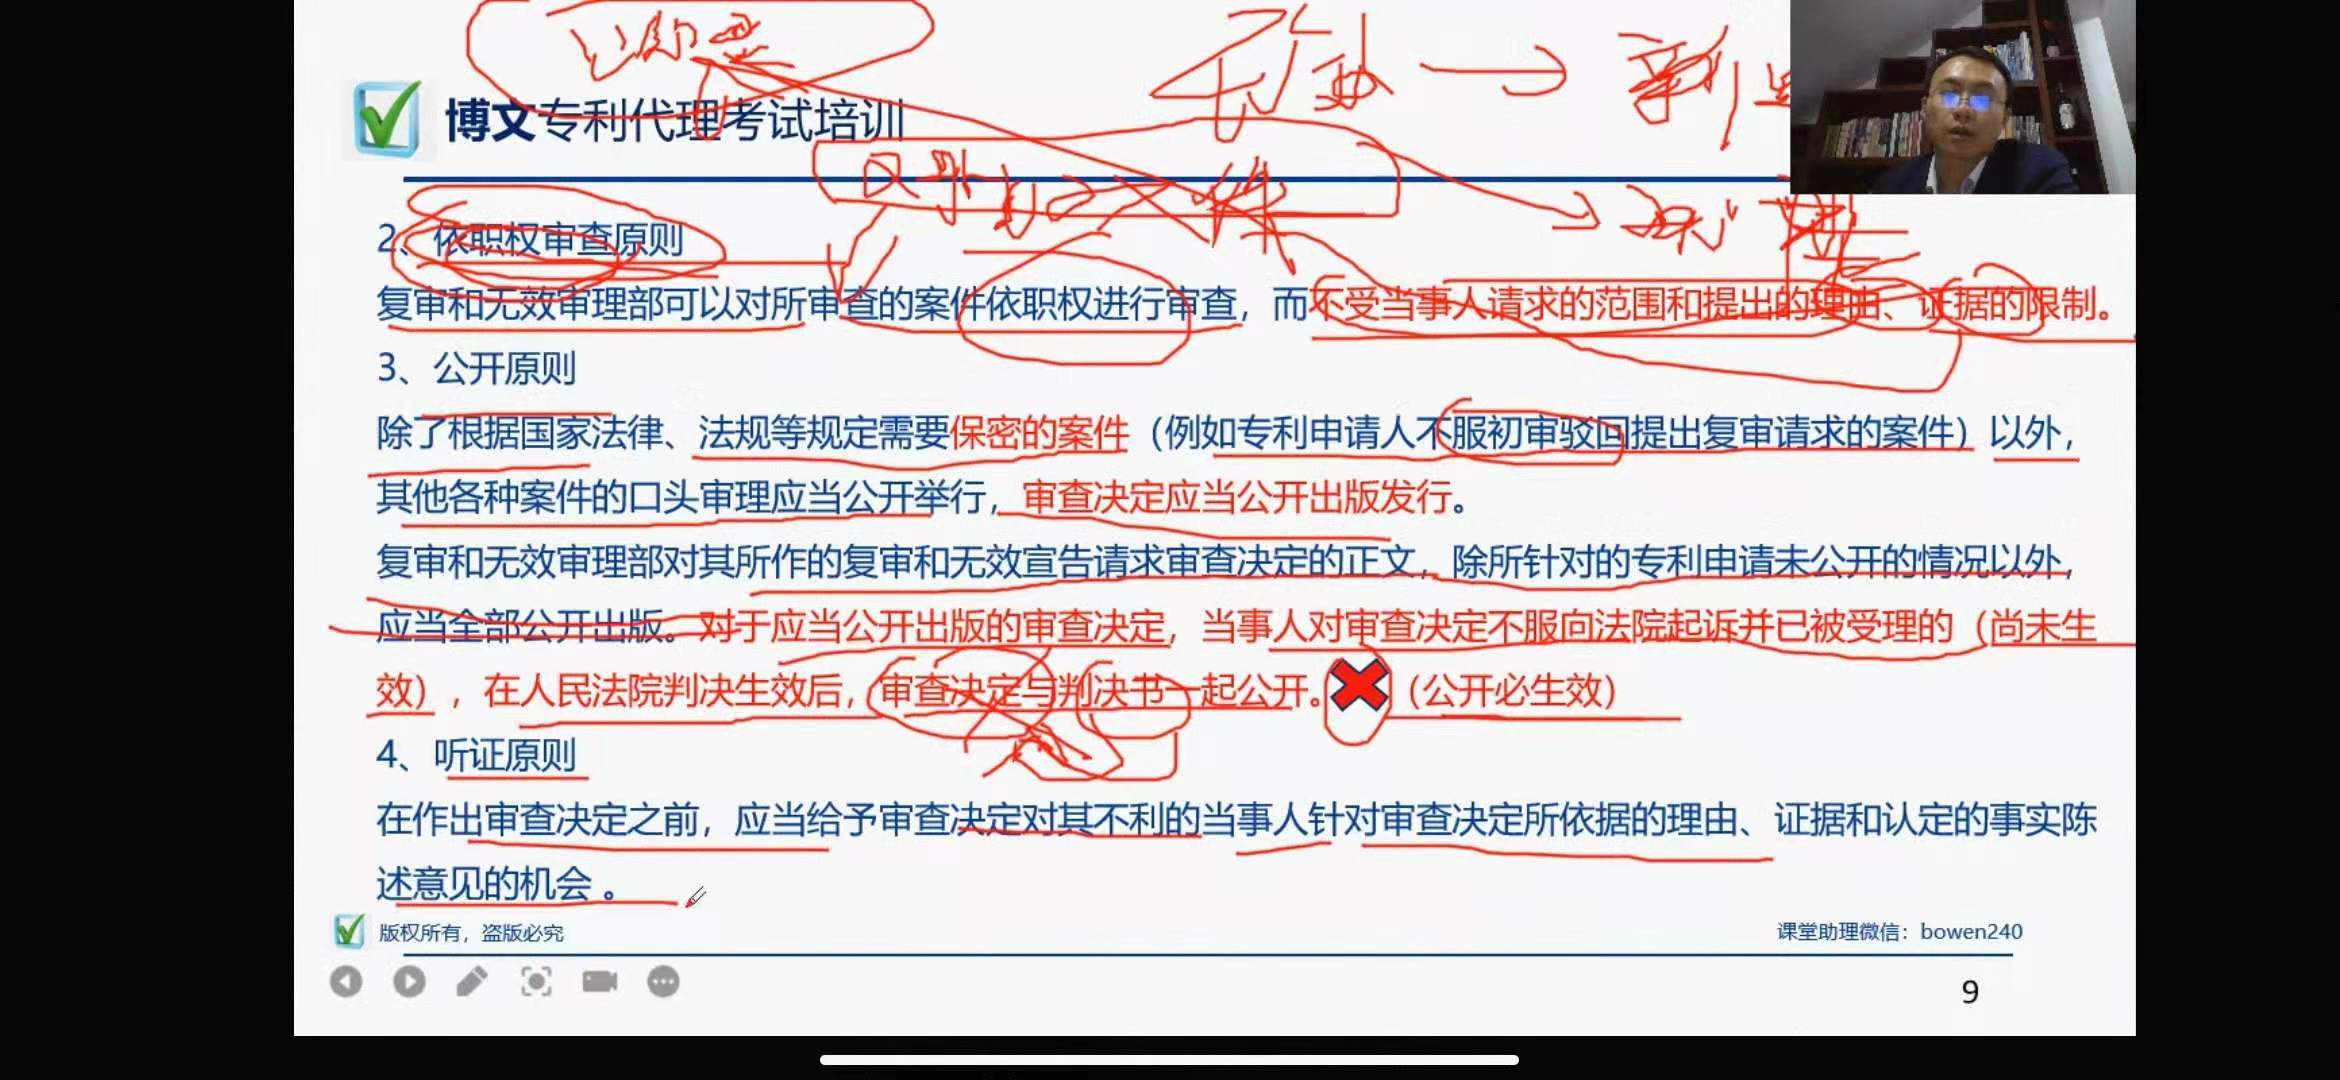 博文专利代理考试培训
2、依职权审查原则
复审和无效审理部可以对所审查的案件依职权进行审查，而不受当事人请求的范围和提出的理由、证据的限制。
3、公开原则
除了根据国家法律、法规等规定需要保密的案件（例如专利申请人不服初审驳回提出复审请求的案件）以外，
其他各种案件的口头审理应当公开举行，审查决定应当公开出版发行。
复审和无效审理部对其所作的复审和无效宣告请求审查决定的正文，除所针对的专利申请未公开的情况以外，
应当全部公开出版。对于应当公开出版的审查决定，当事人对审查决定不服向法院起诉并已被受理的（尚未生
效），在人民法院判决生效后，审查决定与判决书一起公开。（公开必生效）
4、听证原则
在作出审查决定之前，应当给予审查决定对其不利的当事人针对审查决定所依据的理由、证据和认定的事实陈
述意见的机会 。
版权所有，盗版必究
课堂助理微信：bowen240
9